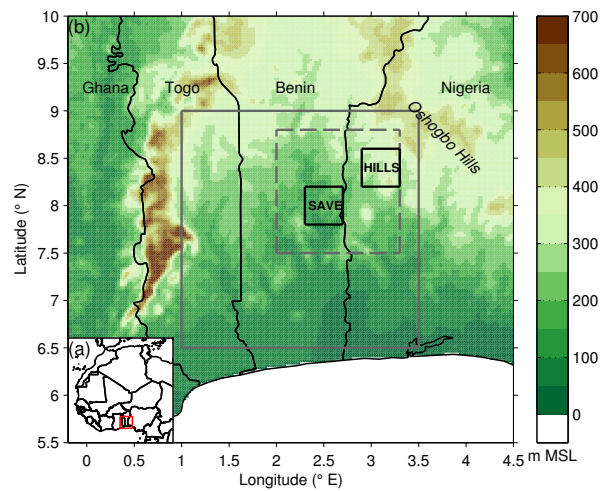 (b)
Ghana Togo Benin Nigeria
Oshogbo Hills
HILLS
SAVE
(a)
10
9.5
9
8.5
8
7.5
7
6.5
6
5.5
Latitude (° N)
0 0.5 1 1.5 2 2.5 3 3.5 4 4.5
Longitude (° E)
700
600
500
400
300
200
100
0
m MSL